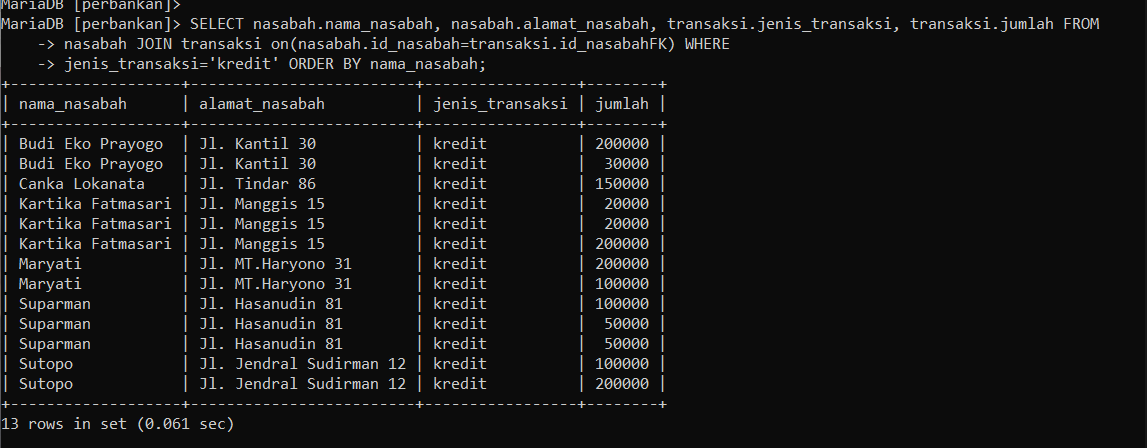 MariaDB [perbankan]>
MariaDB [perbankan]> SELECT nasabah.nama_nasabah, nasabah.alamat_nasabah, transaksi.jenis_transaksi, transaksi.jumlah FROM
    -> nasabah JOIN transaksi on(nasabah.id_nasabah=transaksi.id_nasabahFK) WHERE
    -> jenis_transaksi='kredit' ORDER BY nama_nasabah;
+-------------------+-------------------------+-----------------+--------+
| nama_nasabah      | alamat_nasabah          | jenis_transaksi | jumlah |
+-------------------+-------------------------+-----------------+--------+
| Budi Eko Prayogo  | Jl. Kantil 30           | kredit          | 200000 |
| Budi Eko Prayogo  | Jl. Kantil 30           | kredit          |  30000 |
| Canka Lokanata    | Jl. Tindar 86           | kredit          | 150000 |
| Kartika Fatmasari | Jl. Manggis 15          | kredit          |  20000 |
| Kartika Fatmasari | Jl. Manggis 15          | kredit          |  20000 |
| Kartika Fatmasari | Jl. Manggis 15          | kredit          | 200000 |
| Maryati           | Jl. MT.Haryono 31       | kredit          | 200000 |
| Maryati           | Jl. MT.Haryono 31       | kredit          | 100000 |
| Suparman          | Jl. Hasanudin 81        | kredit          | 100000 |
| Suparman          | Jl. Hasanudin 81        | kredit          |  50000 |
| Suparman          | Jl. Hasanudin 81        | kredit          |  50000 |
| Sutopo            | Jl. Jendral Sudirman 12 | kredit          | 100000 |
| Sutopo            | Jl. Jendral Sudirman 12 | kredit          | 200000 |
+-------------------+-------------------------+-----------------+--------+
13 rows in set (0.061 sec)